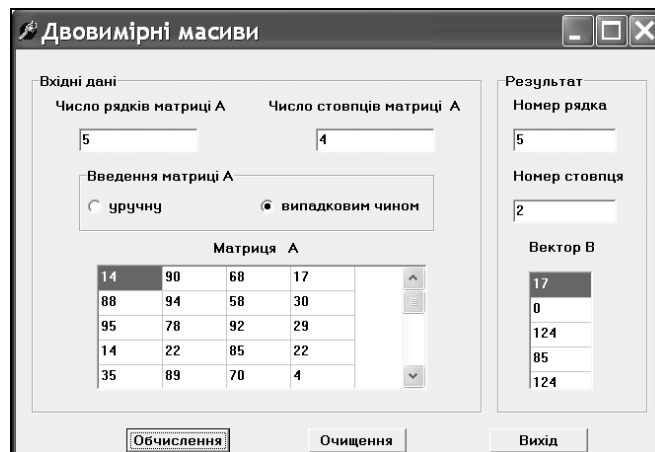 Двовимірні масиви
Вхідні дані
Число рядків матриці А
Число стовпців матриці А
5
4
Введення матриці А
уручну
випадковим чином
Матриця А
14 90 68 17
88 94 58 30
95 78 92 29
14 22 85 22
35 89 70 4
Результат
Номер рядка
5
Номер стовпця
2
Вектор В
17
0
124
85
124
Обчислення
Очищення
Вихід